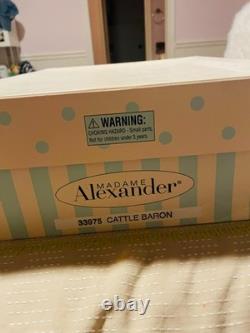 WARNING:
CHOKING HAZARD - Small parts.
Not for children under 3 years.
MADAME
Alexander®
33975 CATTLE BARON